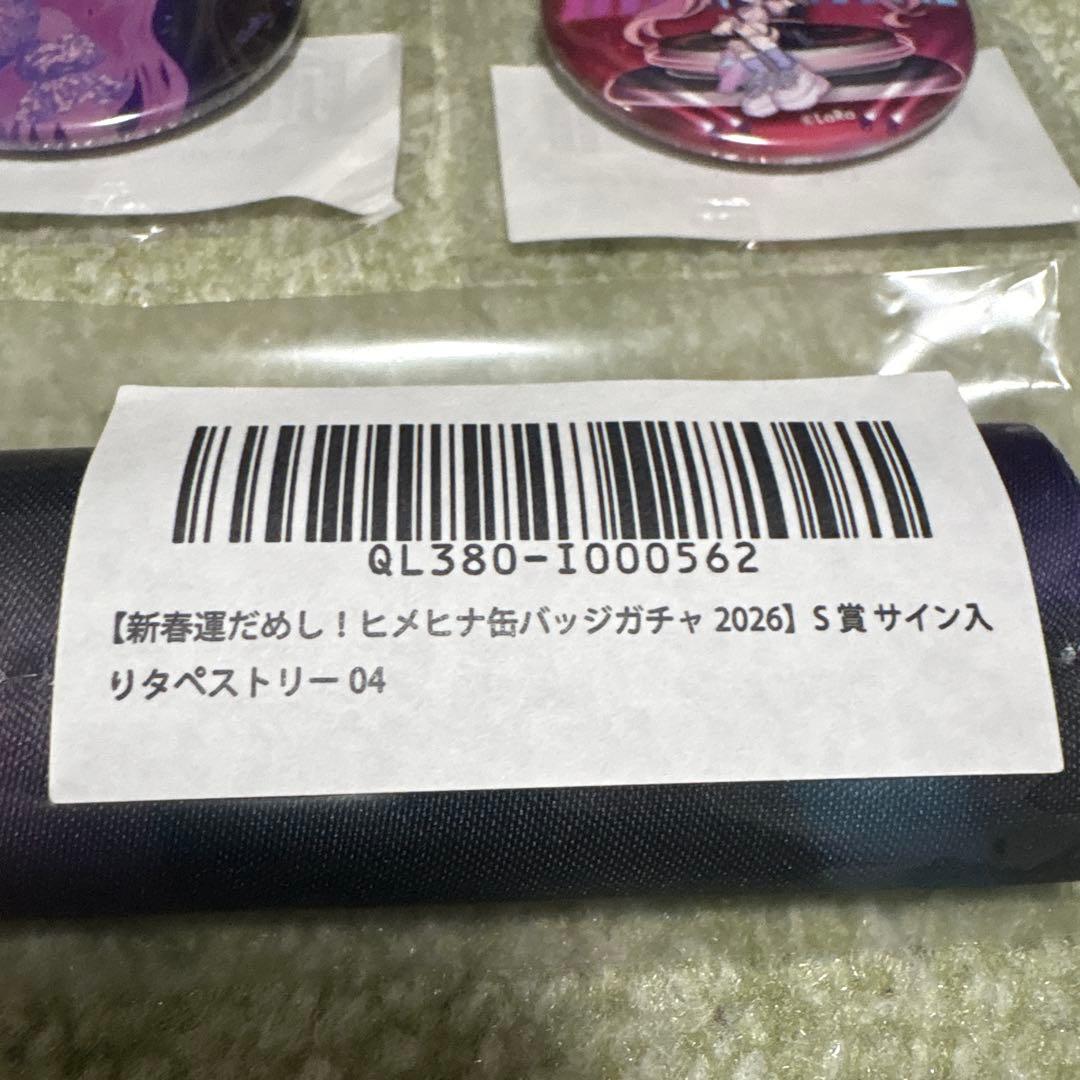 ©LaRa
QL380-I000562
【新春運だめし！ヒメヒナ缶バッジガチャ 2026】S 賞 サイン入
りタペストリー 04